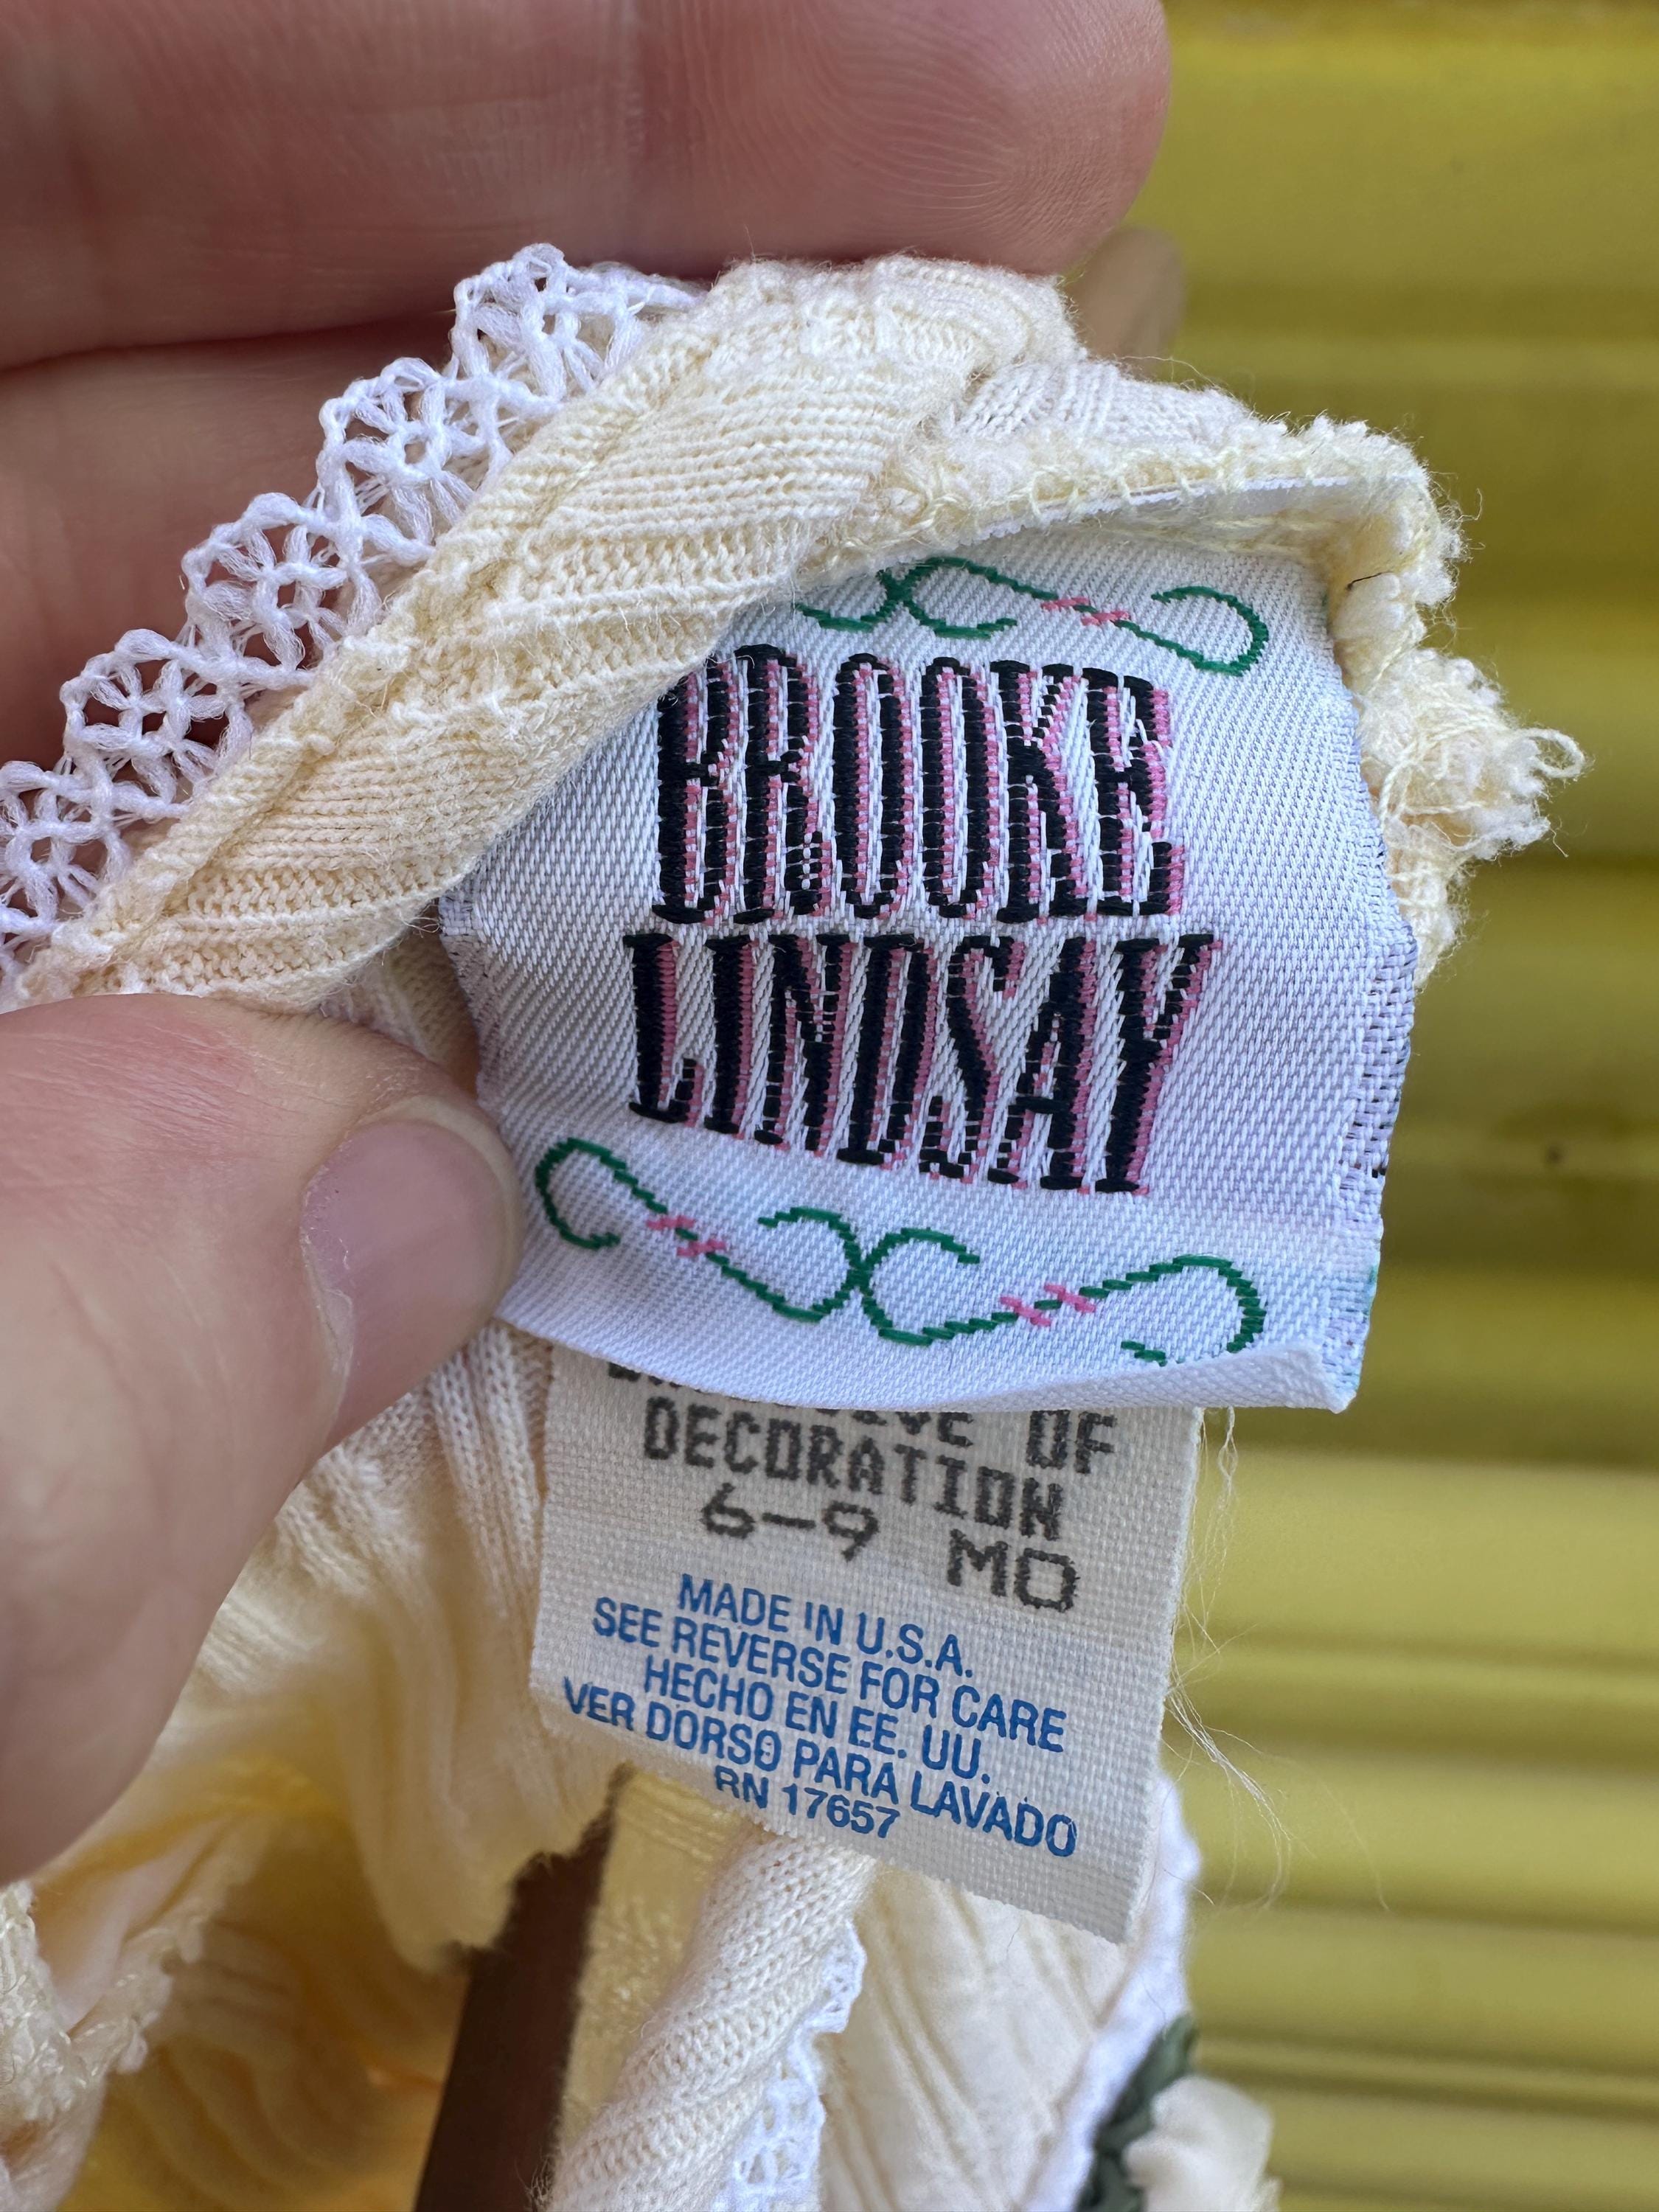 BROOKE
LINDSAY
OF
DECORATION
6-9 MO
MADE IN U.S.A.
SEE REVERSE FOR CARE
HECHO EN EE. UU.
VER DORSO PARA LAVADO
RN 17657